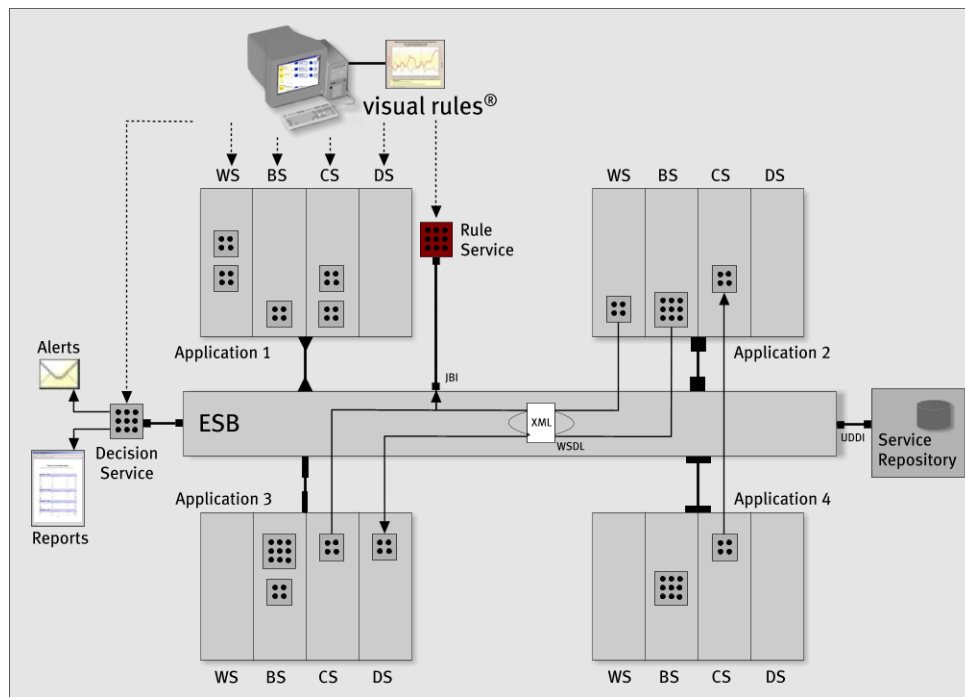 visual rules®
WS BS CS DS
WS BS CS DS
Rule
Service
Application 1
Application 2
Alerts
JBI
ESB
XML
WSDL
UDDI
Service
Repository
Decision
Service
Reports
Application 3
Application 4
WS BS CS DS
WS BS CS DS